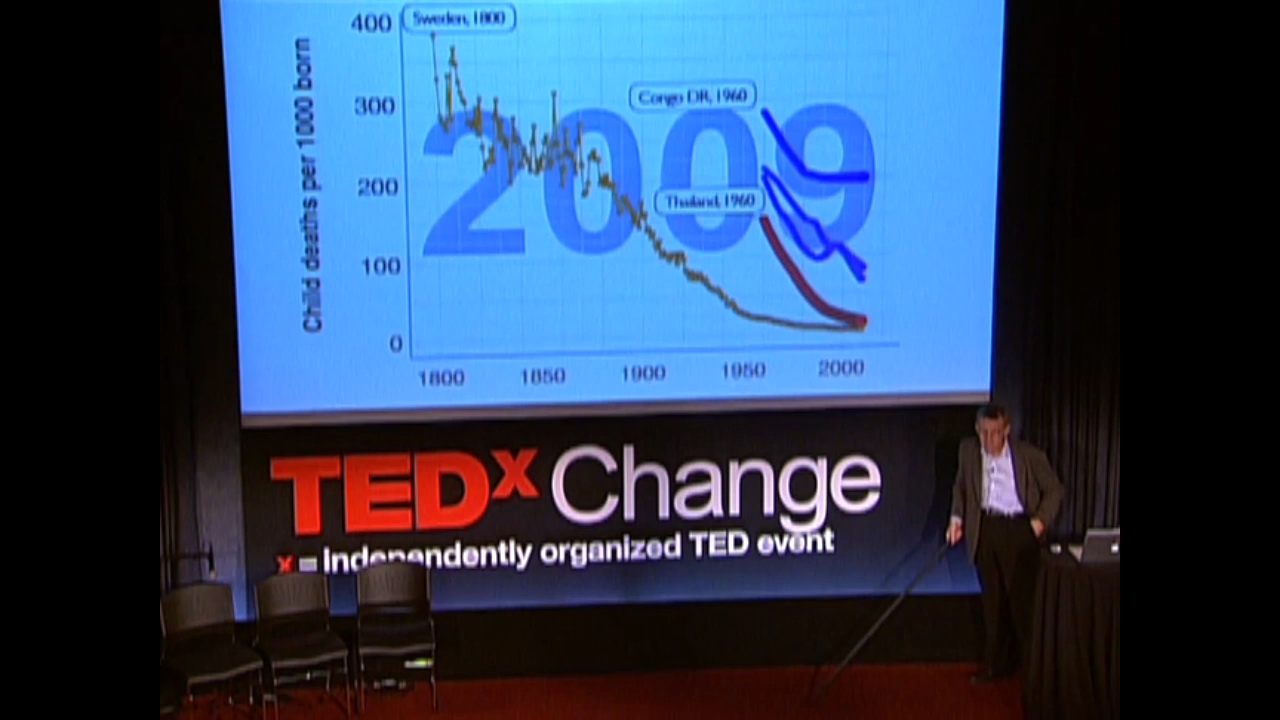 400
Sweden, 1800
Child deaths per 1000 born
300
Congo DR, 1960
2009
200
Thailand, 1960
100
0
1800 1850 1900 1950 2000
TEDx Change
x = independently organized TED event